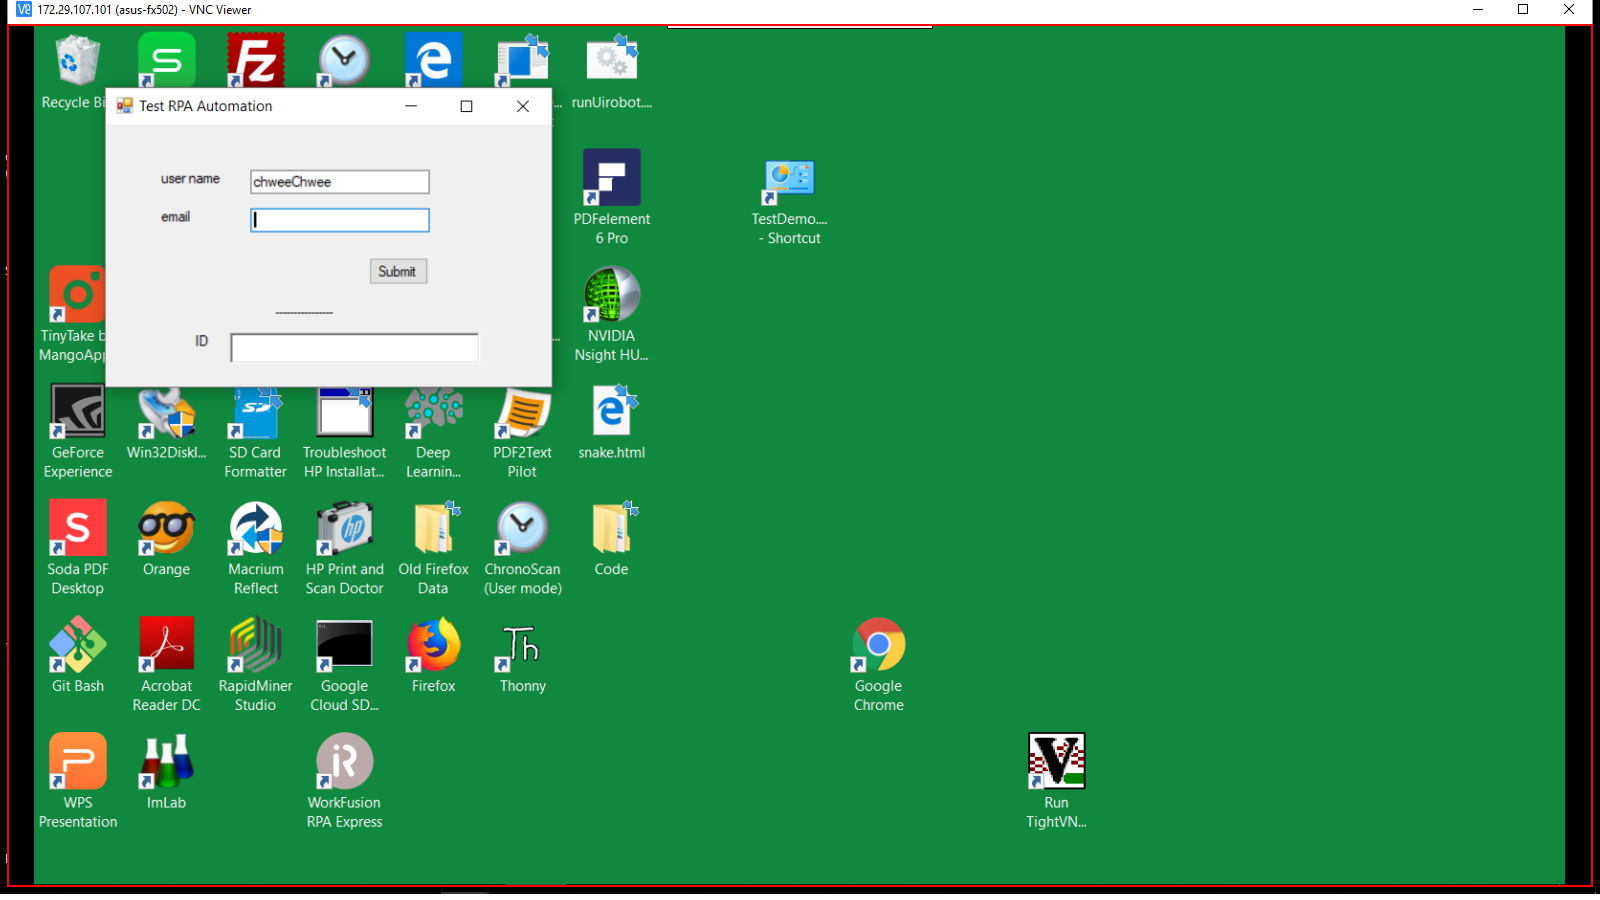 172.29.107.101 (asus-fx502) - VNC Viewer
Recycle Bi
runUirobot....
Test RPA Automation
user name
chweeChwee
email
Submit
----------------
ID
PDFelement
6 Pro
TestDemo....
- Shortcut
TinyTake b
MangoApp
NVIDIA
Nsight HU...
GeForce
Experience
Win32DiskI...
SD Card
Formatter
Troubleshoot
HP Installat...
Deep
Learnin...
PDF2Text
Pilot
snake.html
Soda PDF
Desktop
Orange
Macrium
Reflect
HP Print and
Scan Doctor
Old Firefox
Data
ChronoScan
(User mode)
Code
Git Bash
Acrobat
Reader DC
RapidMiner
Studio
Google
Cloud SD...
Firefox
Th
Thonny
Google
Chrome
WPS
Presentation
ImLab
iR
WorkFusion
RPA Express
Run
TightVN...